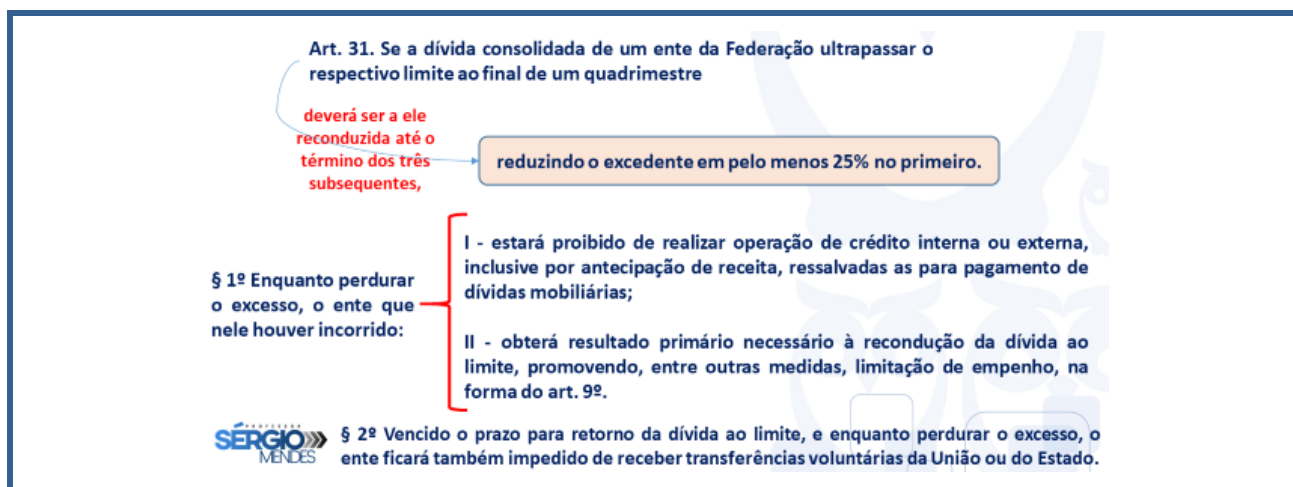 Art. 31. Se a dívida consolidada de um ente da Federação ultrapassar o
respectivo limite ao final de um quadrimestre
deverá ser a ele
reconduzida até o
término dos três
subsequentes,
reduzindo o excedente em pelo menos 25% no primeiro.
§ 1º Enquanto perdurar
o excesso, o ente que
nele houver incorrido:
I - estará proibido de realizar operação de crédito interna ou externa,
inclusive por antecipação de receita, ressalvadas as para pagamento de
dívidas mobiliárias;
II - obterá resultado primário necessário à recondução da dívida ao
limite, promovendo, entre outras medidas, limitação de empenho, na
forma do art. 9º.
PROFESSOR
SÉRGIO
MENDES
§ 2º Vencido o prazo para retorno da dívida ao limite, e enquanto perdurar o excesso, o
ente ficará também impedido de receber transferências voluntárias da União ou do Estado.